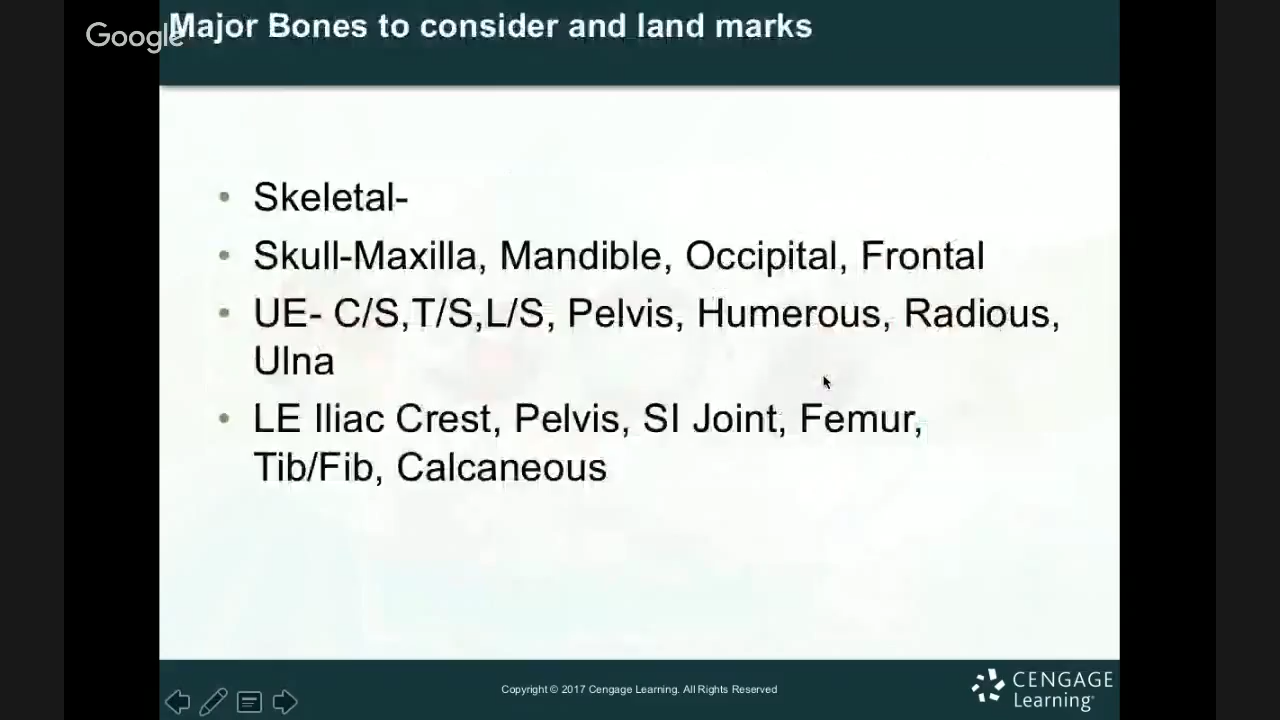 Google
Major Bones to consider and land marks
• Skeletal-
• Skull-Maxilla, Mandible, Occipital, Frontal
• UE- C/S,T/S,L/S, Pelvis, Humerous, Radious,
Ulna
• LE Iliac Crest, Pelvis, SI Joint, Femur,
Tib/Fib, Calcaneous
Copyright © 2017 Cengage Learning. All Rights Reserved
CENGAGE
Learning